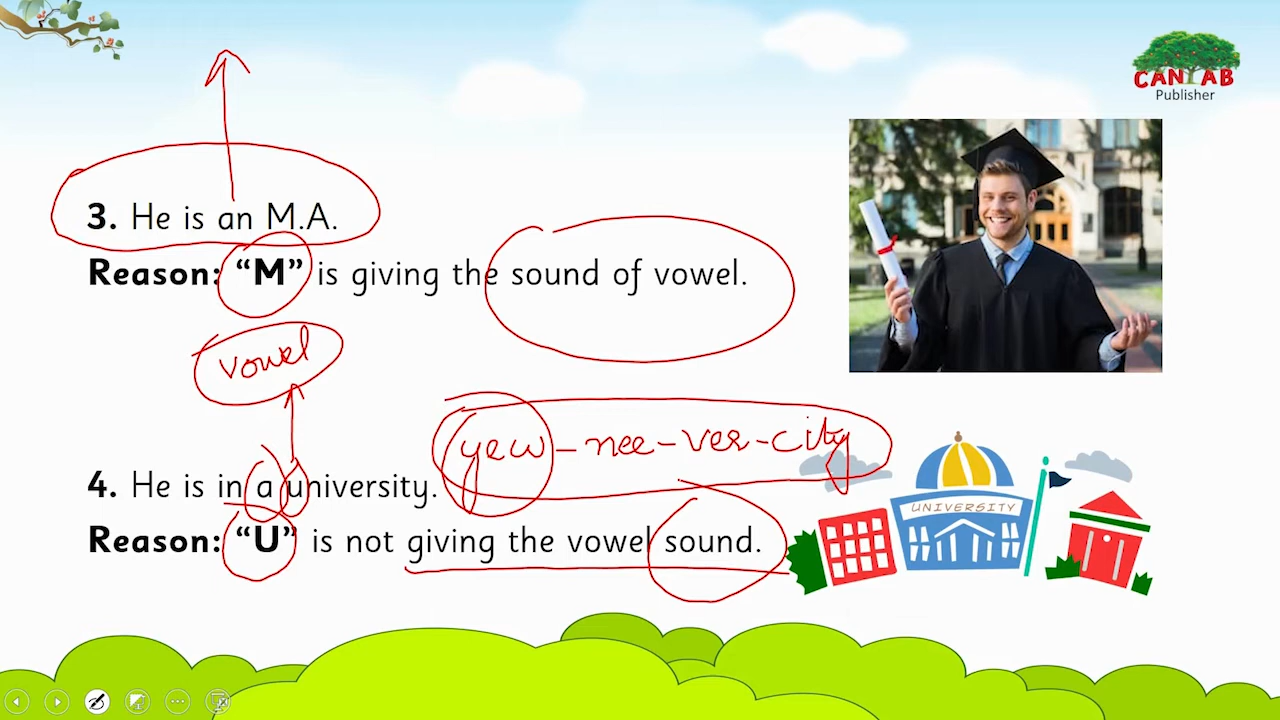 CANTAB
Publisher
3. He is an M.A.
Reason: “M” is giving the sound of vowel.
vowel
yew-nee-ver-city
4. He is in a university.
Reason: “U” is not giving the vowel sound.
UNIVERSITY